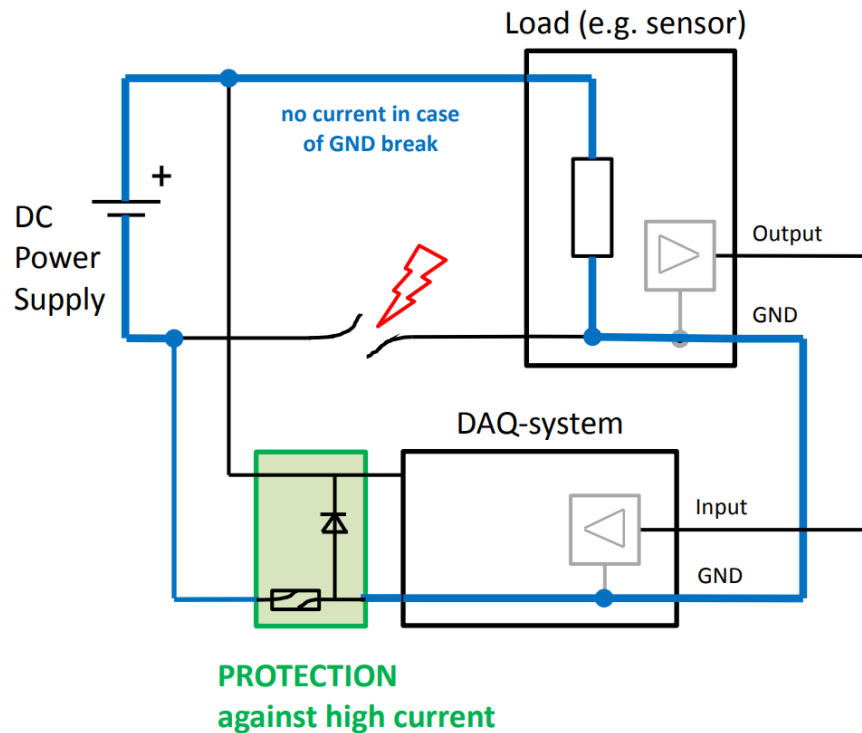 Load (e.g. sensor)
no current in case
of GND break
+
DC
Power
Supply
Output
GND
DAQ-system
Input
GND
PROTECTION
against high current